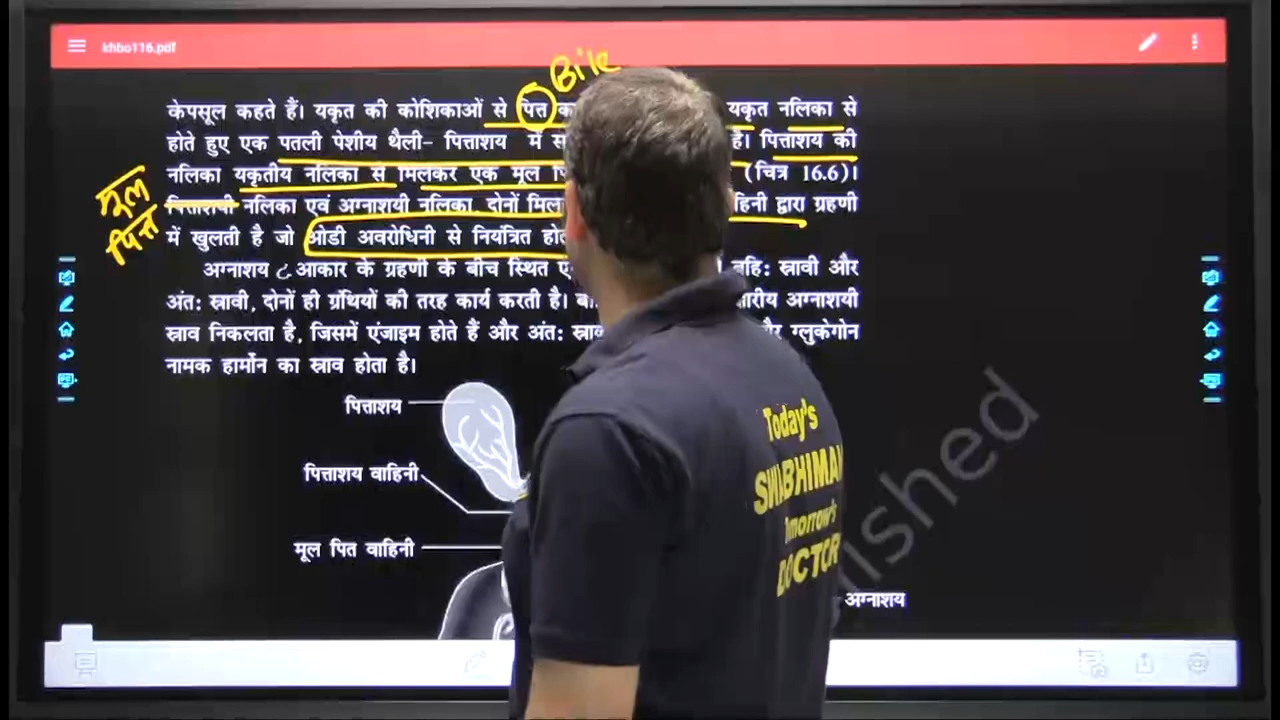 khbo116.pdf
Bile
केपसूल कहते हैं। यकृत की कोशिकाओं से पित्त का यकृत नलिका से
होते हुए एक पतली पेशीय थैली- पित्ताशय में है। पित्ताशय की
नलिका यकृतीय नलिका से मिलकर एक मूल (चित्र 16.6)।
मूल पित्त
पित्ताशयी नलिका एवं अग्नाशयी नलिका, दोनों मिल द्वारा ग्रहणी
में खुलती है जो ओडी अवरोधिनी से नियंत्रित
अग्नाशय C आकार के ग्रहणी के बीच स्थित बहि: स्रावी और
अंत: स्रावी, दोनों ही ग्रंथियों की तरह कार्य करती है। अग्नाशयी
स्राव निकलता है, जिसमें एंजाइम होते हैं और अंत: ग्लुकेगोन
नामक हार्मोन का स्राव होता है।
पित्ताशय
पित्ताशय वाहिनी
मूल पित वाहिनी
अग्नाशय
Today's
SWABHIMAN
Tomorrow's
DOCTOR